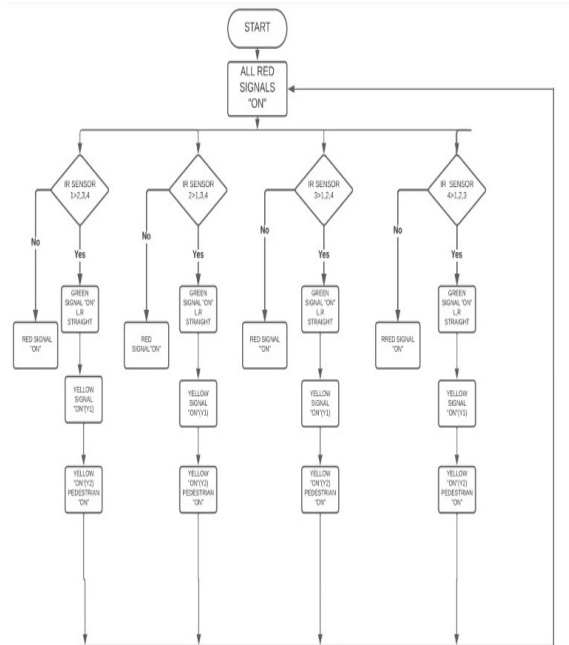 START
ALL RED
SIGNALS
"ON"
IR SENSOR
1>2,3,4
IR SENSOR
2>1,3,4
IR SENSOR
3>1,2,4
IR SENSOR
4>1,2,3
No
Yes
No
Yes
No
Yes
No
Yes
GREEN
SIGNAL "ON"
L,R
STRAIGHT
GREEN
SIGNAL "ON"
L,R
STRAIGHT
GREEN
SIGNAL "ON"
L,R
STRAIGHT
GREEN
SIGNAL "ON"
L,R
STRAIGHT
RED SIGNAL
"ON"
RED
SIGNAL"ON"
RED SIGNAL
"ON"
RRED SIGNAL
"ON"
YELLOW
SIGNAL
"ON"(Y1)
YELLOW
SIGNAL
"ON"(Y1)
YELLOW
SIGNAL
"ON"(Y1)
YELLOW
SIGNAL
"ON"(Y1)
YELLOW
"ON"(Y2)
PEDESTRIAN
"ON"
YELLOW
"ON"(Y2)
PEDESTRIAN
"ON"
YELLOW
"ON"(Y2)
PEDESTRIAN
"ON"
YELLOW
"ON"(Y2)
PEDESTRIAN
"ON"